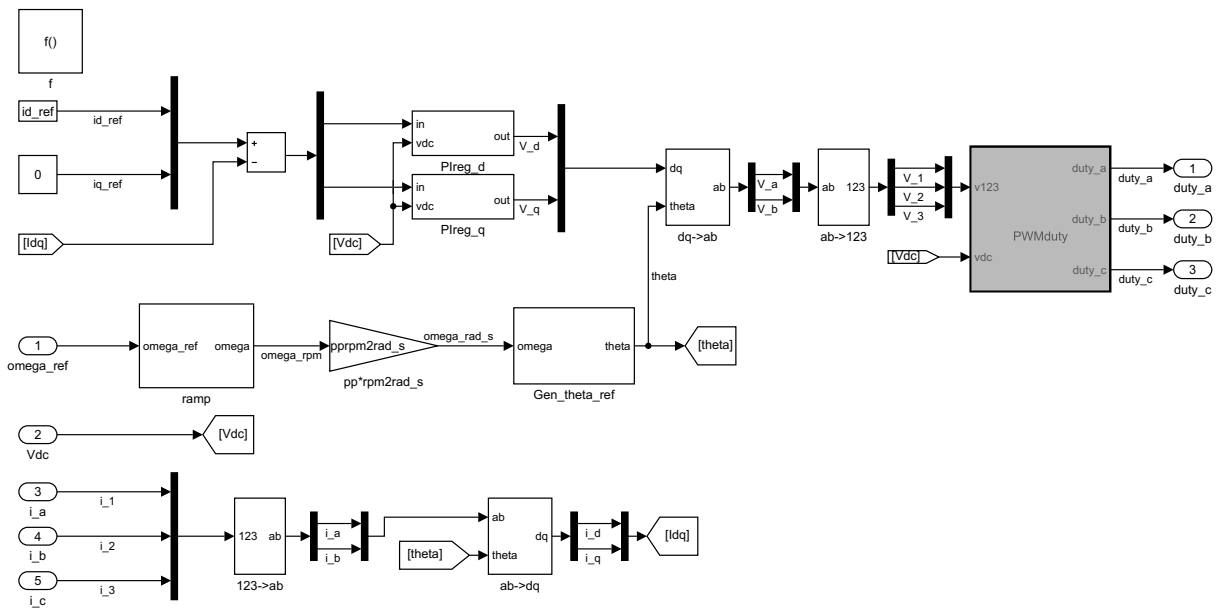 f()
f
id_ref
id_ref
0
iq_ref
[Idq]
+
−
in
vdc
out
V_d
PIreg_d
in
vdc
out
V_q
PIreg_q
[Vdc]
dq
theta
ab
dq->ab
theta
V_a
V_b
ab
123
ab->123
V_1
V_2
V_3
[Vdc]
v123
vdc
PWMduty
duty_a
duty_b
duty_c
duty_a
duty_b
duty_c
1
duty_a
2
duty_b
3
duty_c
1
omega_ref
omega_ref
omega
ramp
omega_rpm
pprpm2rad_s
pp*rpm2rad_s
omega_rad_s
omega
theta
Gen_theta_ref
[theta]
2
Vdc
[Vdc]
3
i_a
i_1
4
i_b
i_2
5
i_c
i_3
123
ab
123->ab
i_a
i_b
[theta]
ab
theta
dq
ab->dq
i_d
i_q
[Idq]